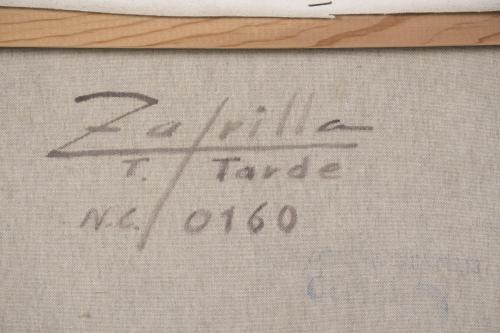 Zafrilla
T. Tarde
N.C. 0160